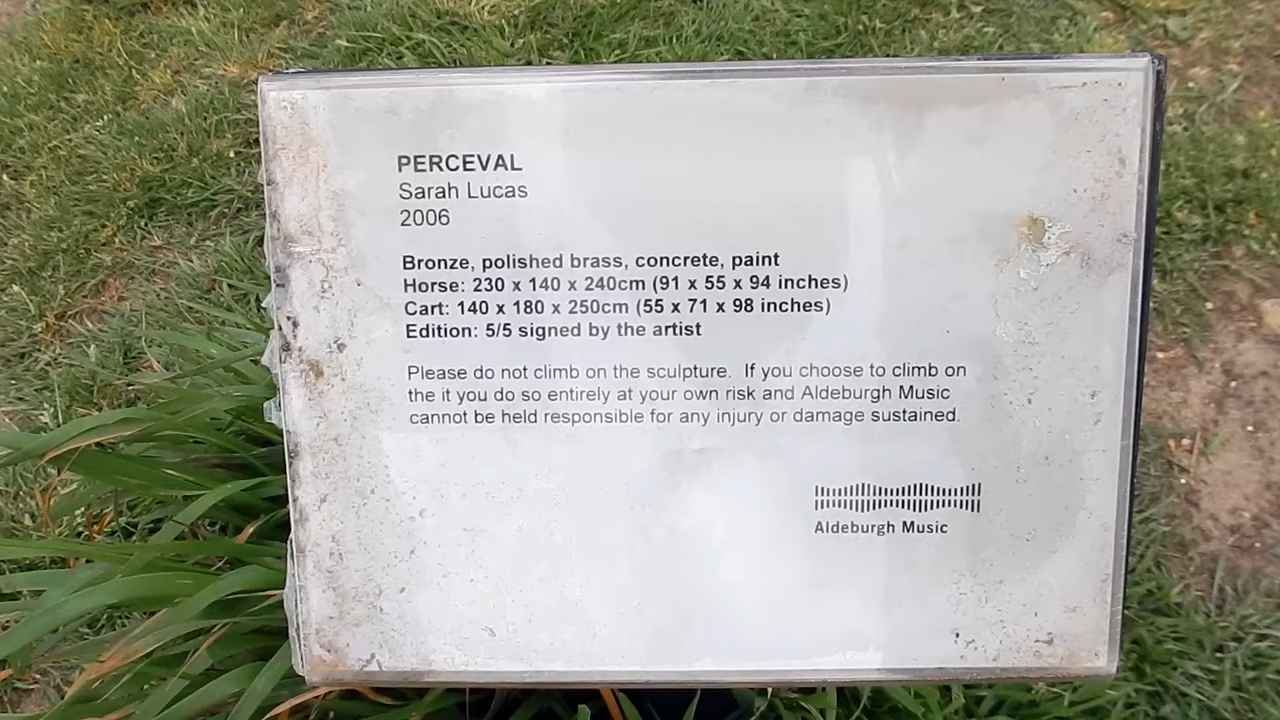 PERCEVAL
Sarah Lucas
2006
Bronze, polished brass, concrete, paint
Horse: 230 x 140 x 240cm (91 x 55 x 94 inches)
Cart: 140 x 180 x 250cm (55 x 71 x 98 inches)
Edition: 5/5 signed by the artist
Please do not climb on the sculpture.  If you choose to climb on
the it you do so entirely at your own risk and Aldeburgh Music
cannot be held responsible for any injury or damage sustained.
Aldeburgh Music